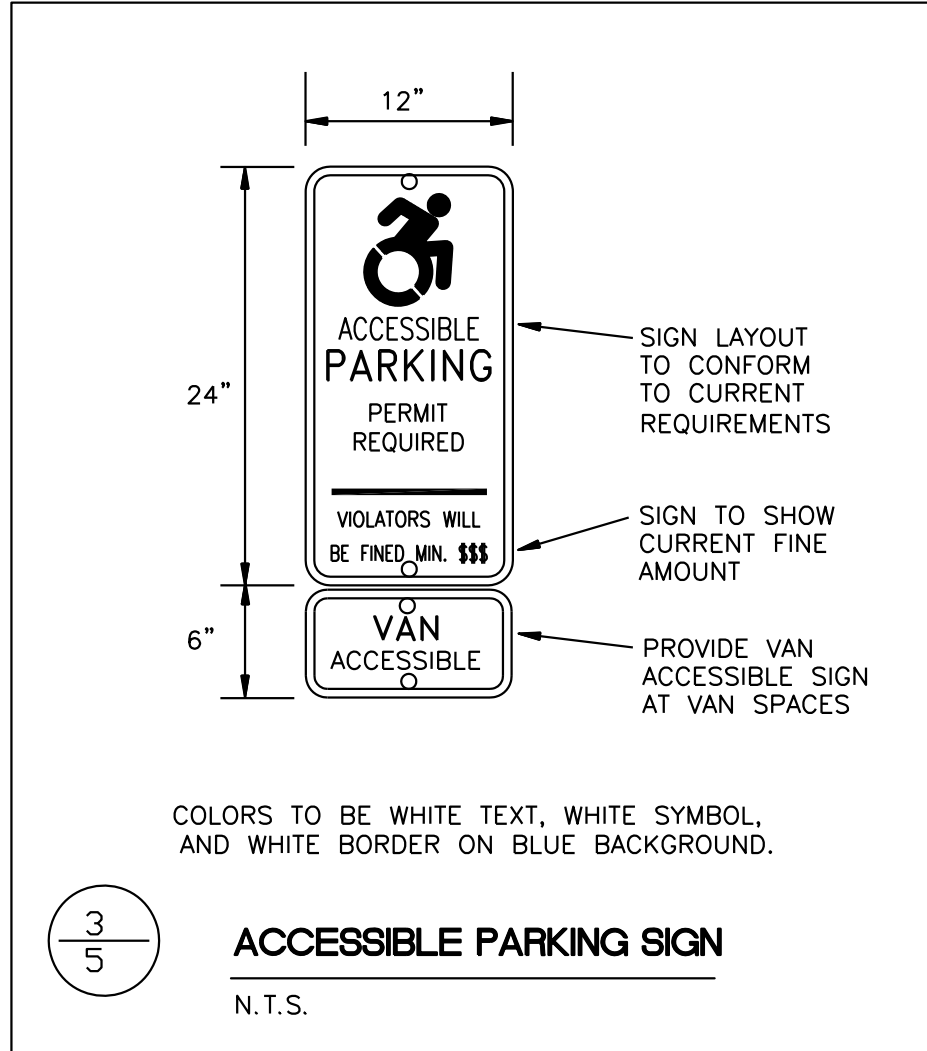 12"
24"
ACCESSIBLE
PARKING
PERMIT
REQUIRED
VIOLATORS WILL
BE FINED MIN. $$$
SIGN LAYOUT
TO CONFORM
TO CURRENT
REQUIREMENTS
SIGN TO SHOW
CURRENT FINE
AMOUNT
6"
VAN
ACCESSIBLE
PROVIDE VAN
ACCESSIBLE SIGN
AT VAN SPACES
COLORS TO BE WHITE TEXT, WHITE SYMBOL,
AND WHITE BORDER ON BLUE BACKGROUND.
3
5
ACCESSIBLE PARKING SIGN
N.T.S.